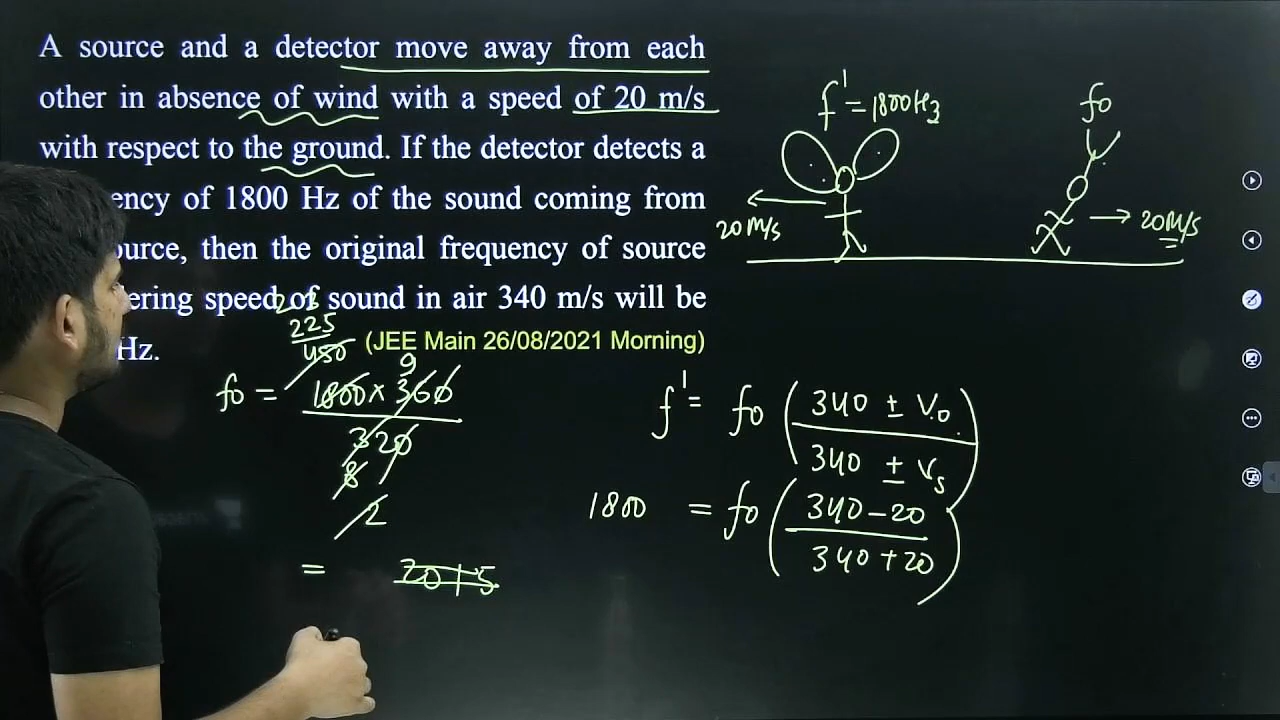 A source and a detector move away from each
other in absence of wind with a speed of 20 m/s
with respect to the ground. If the detector detects a
ency of 1800 Hz of the sound coming from
ource, then the original frequency of source
ering speed of sound in air 340 m/s will be
Hz.
(JEE Main 26/08/2021 Morning)
f' = 1800Hz
fo
20 m/s
20 m/s
225
450
9
fo = 1800 × 360
320
8
2
= 2015
f' = fo (340 ± Vo
340 ± Vs)
1800 = fo (340 - 20
340 + 20)